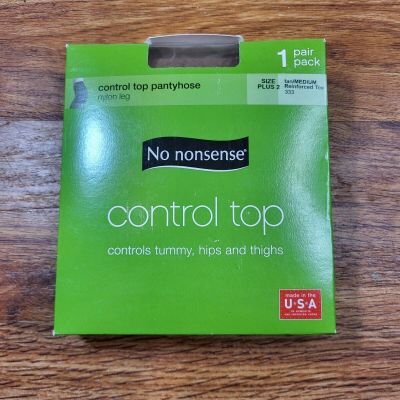 1 pair
pack
control top pantyhose
nylon leg
SIZE
PLUS 2
tan/MEDIUM
Reinforced Toe
333
No nonsense®
control top
controls tummy, hips and thighs
made in the
U·S·A